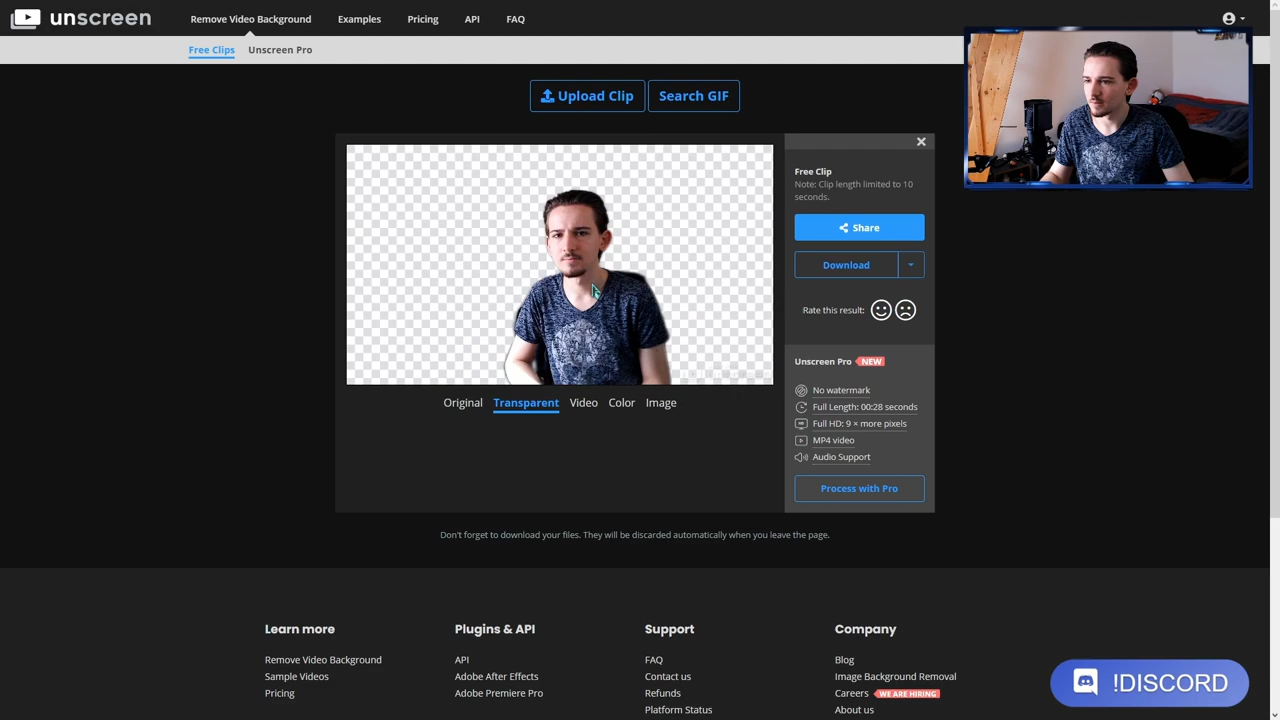 unscreen
Remove Video Background
Examples
Pricing
API
FAQ
Free Clips
Unscreen Pro
Upload Clip
Search GIF
Free Clip
Note: Clip length limited to 10
seconds.
Share
Download
Rate this result:
Unscreen Pro NEW
No watermark
Full Length: 00:28 seconds
Full HD: 9 × more pixels
MP4 video
Audio Support
Process with Pro
Original
Transparent
Video
Color
Image
Don't forget to download your files. They will be discarded automatically when you leave the page.
Learn more
Remove Video Background
Sample Videos
Pricing
Plugins & API
API
Adobe After Effects
Adobe Premiere Pro
Support
FAQ
Contact us
Refunds
Platform Status
Company
Blog
Image Background Removal
Careers WE ARE HIRING
About us
!DISCORD